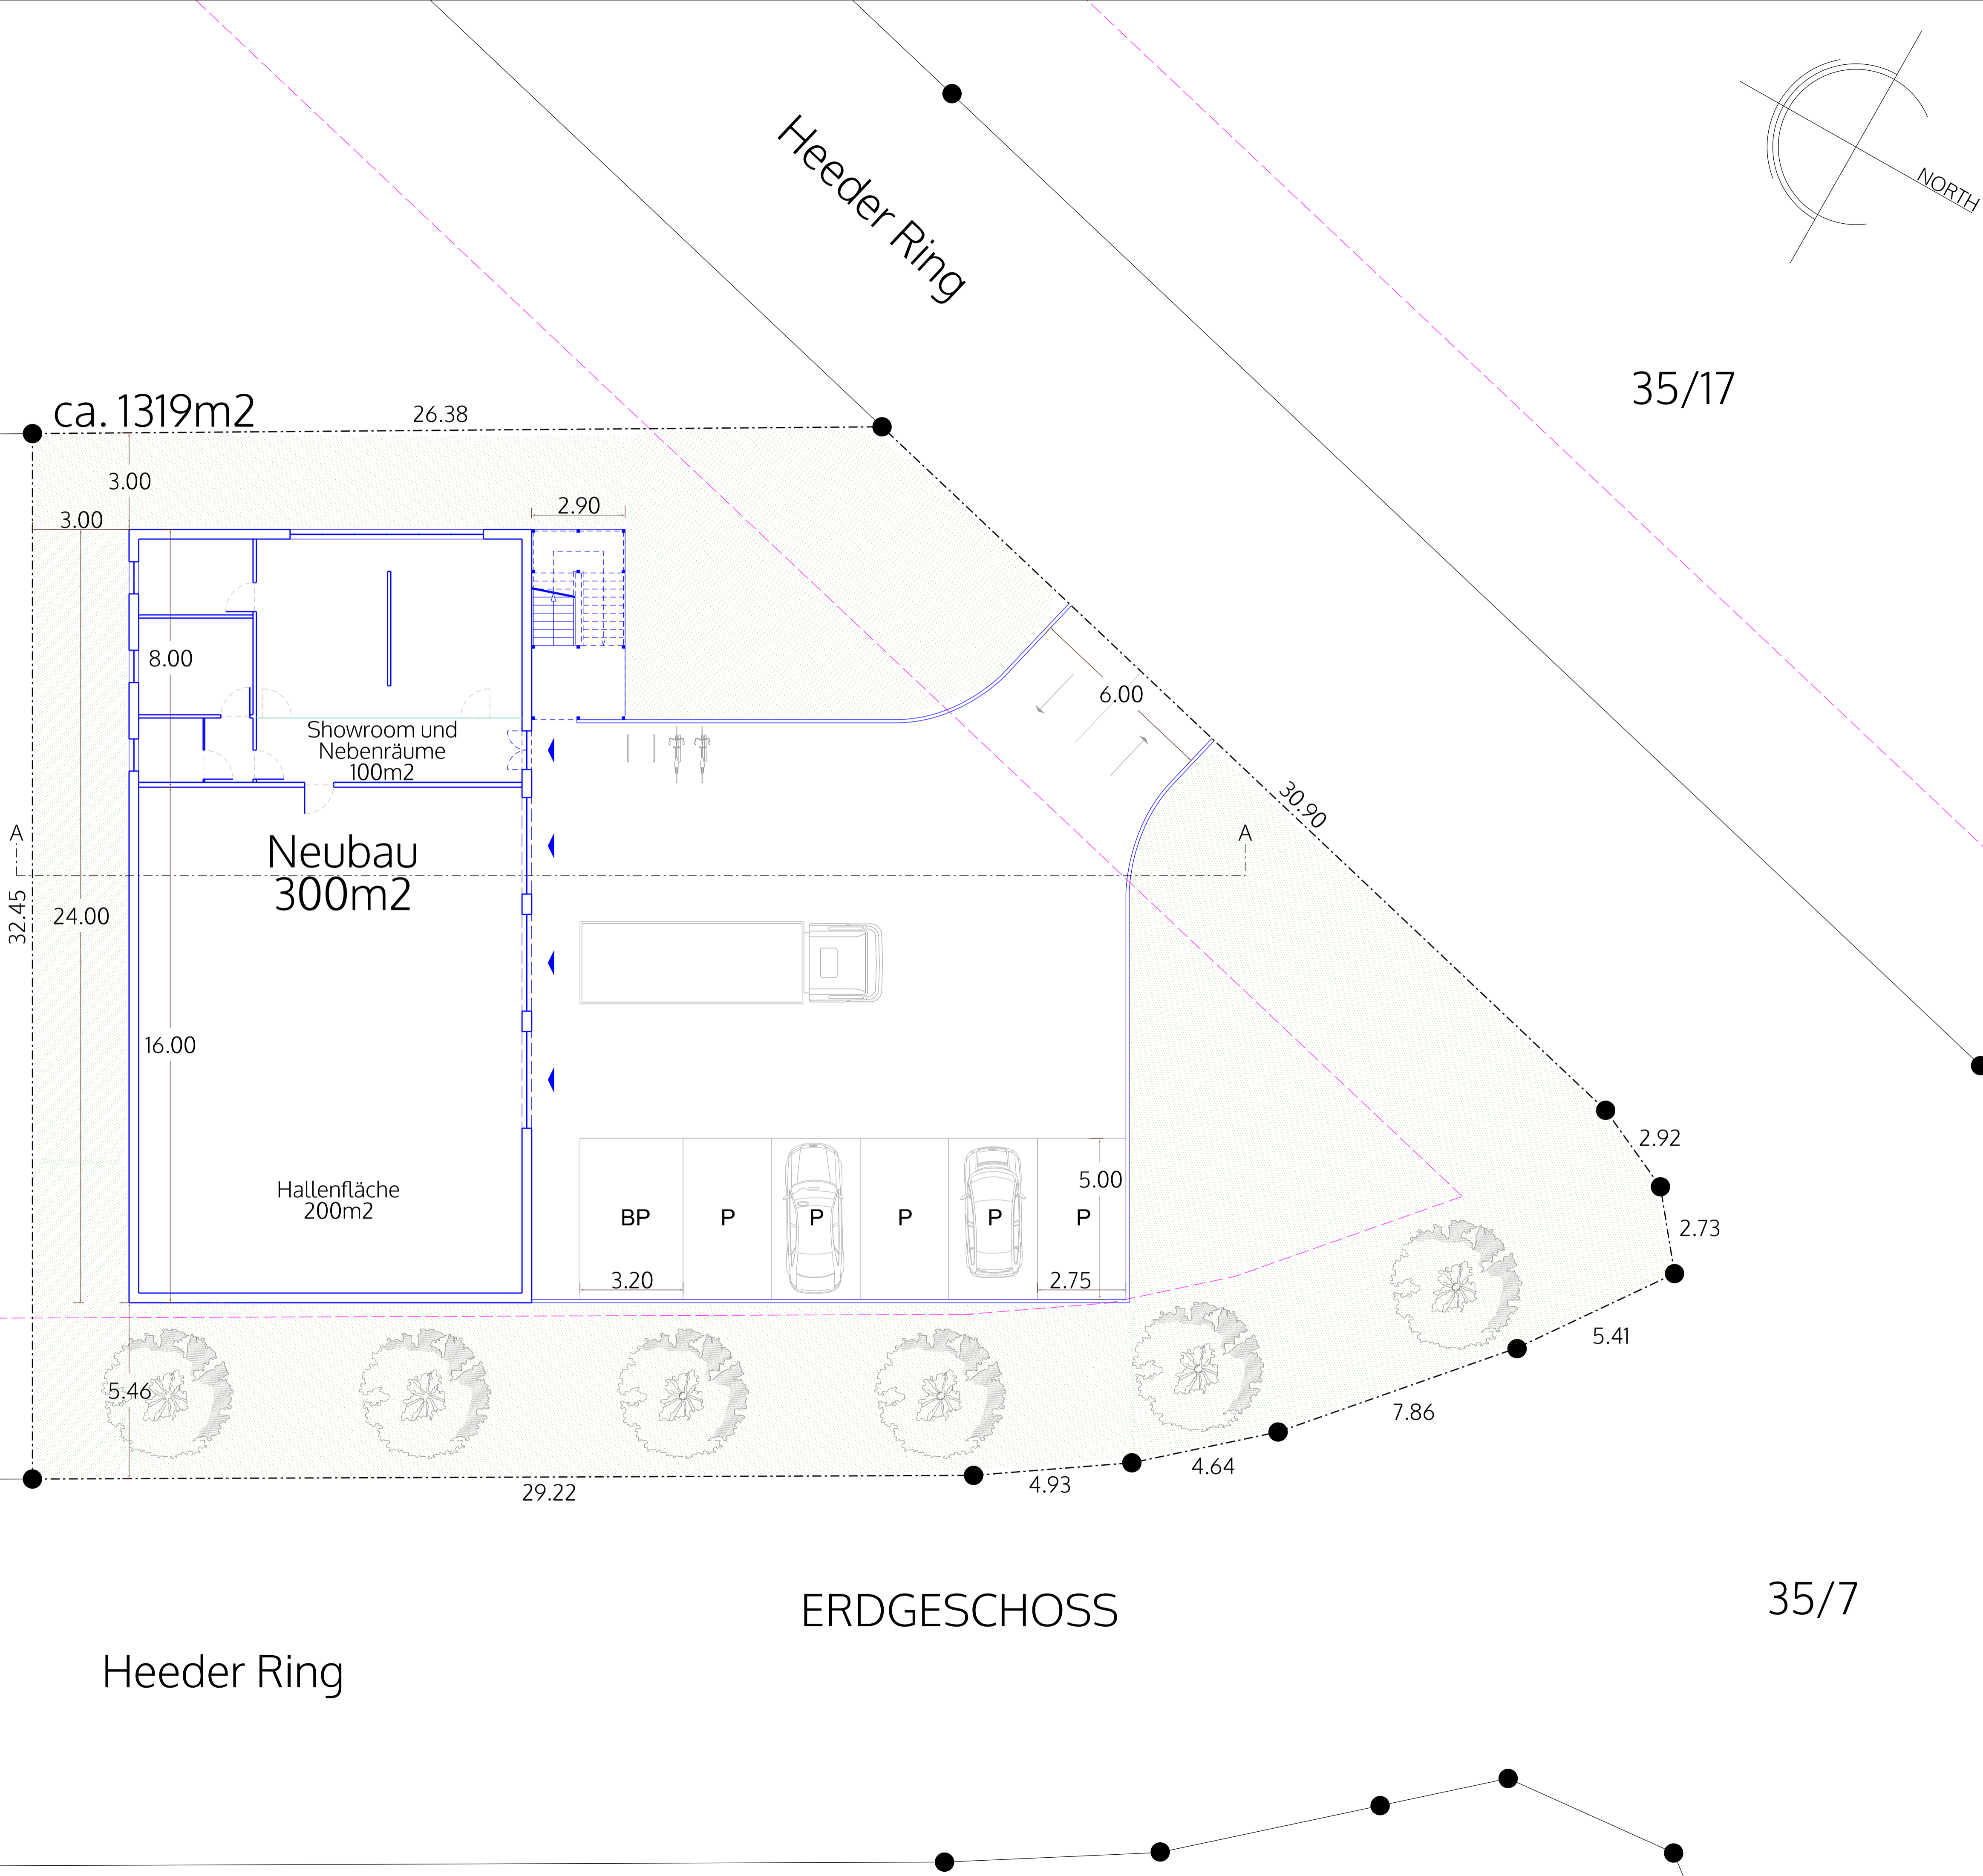 Heeder Ring
NORTH
35/17
ca. 1319m2
26.38
3.00
3.00
2.90
8.00
6.00
Showroom und
Nebenräume
100m2
30.90
A
A
Neubau
300m2
32.45
24.00
16.00
2.92
5.00
Hallenfläche
200m2
BP
P
P
P
P
P
2.73
3.20
2.75
5.41
5.46
7.86
4.64
4.93
29.22
ERDGESCHOSS
35/7
Heeder Ring